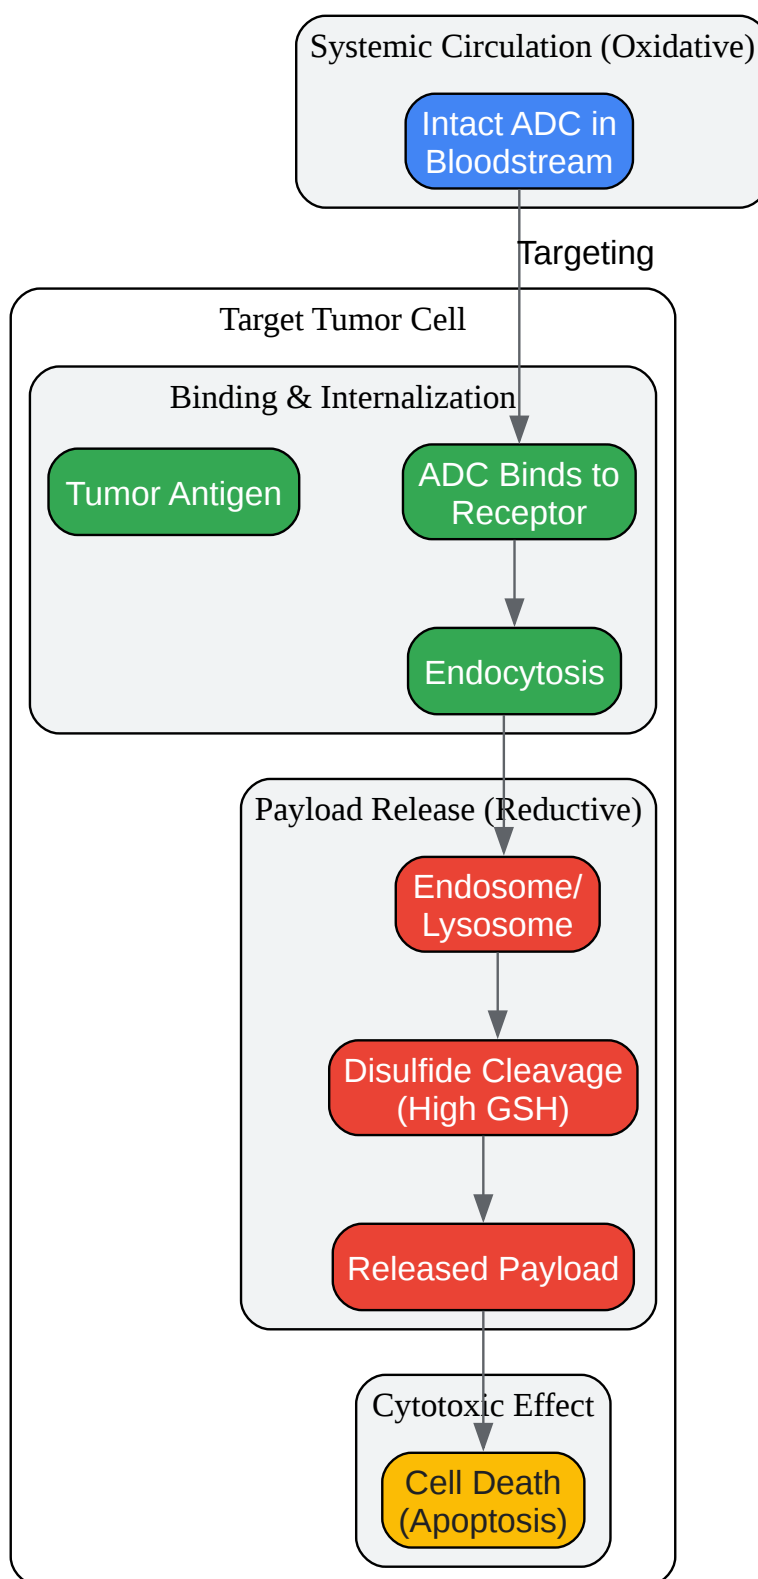 Systemic Circulation (Oxidative)
Intact ADC in
Bloodstream
Targeting
Target Tumor Cell
Binding & Internalization
Tumor Antigen
ADC Binds to
Receptor
Endocytosis
Payload Release (Reductive)
Endosome/
Lysosome
Disulfide Cleavage
(High GSH)
Released Payload
Cytotoxic Effect
Cell Death
(Apoptosis)